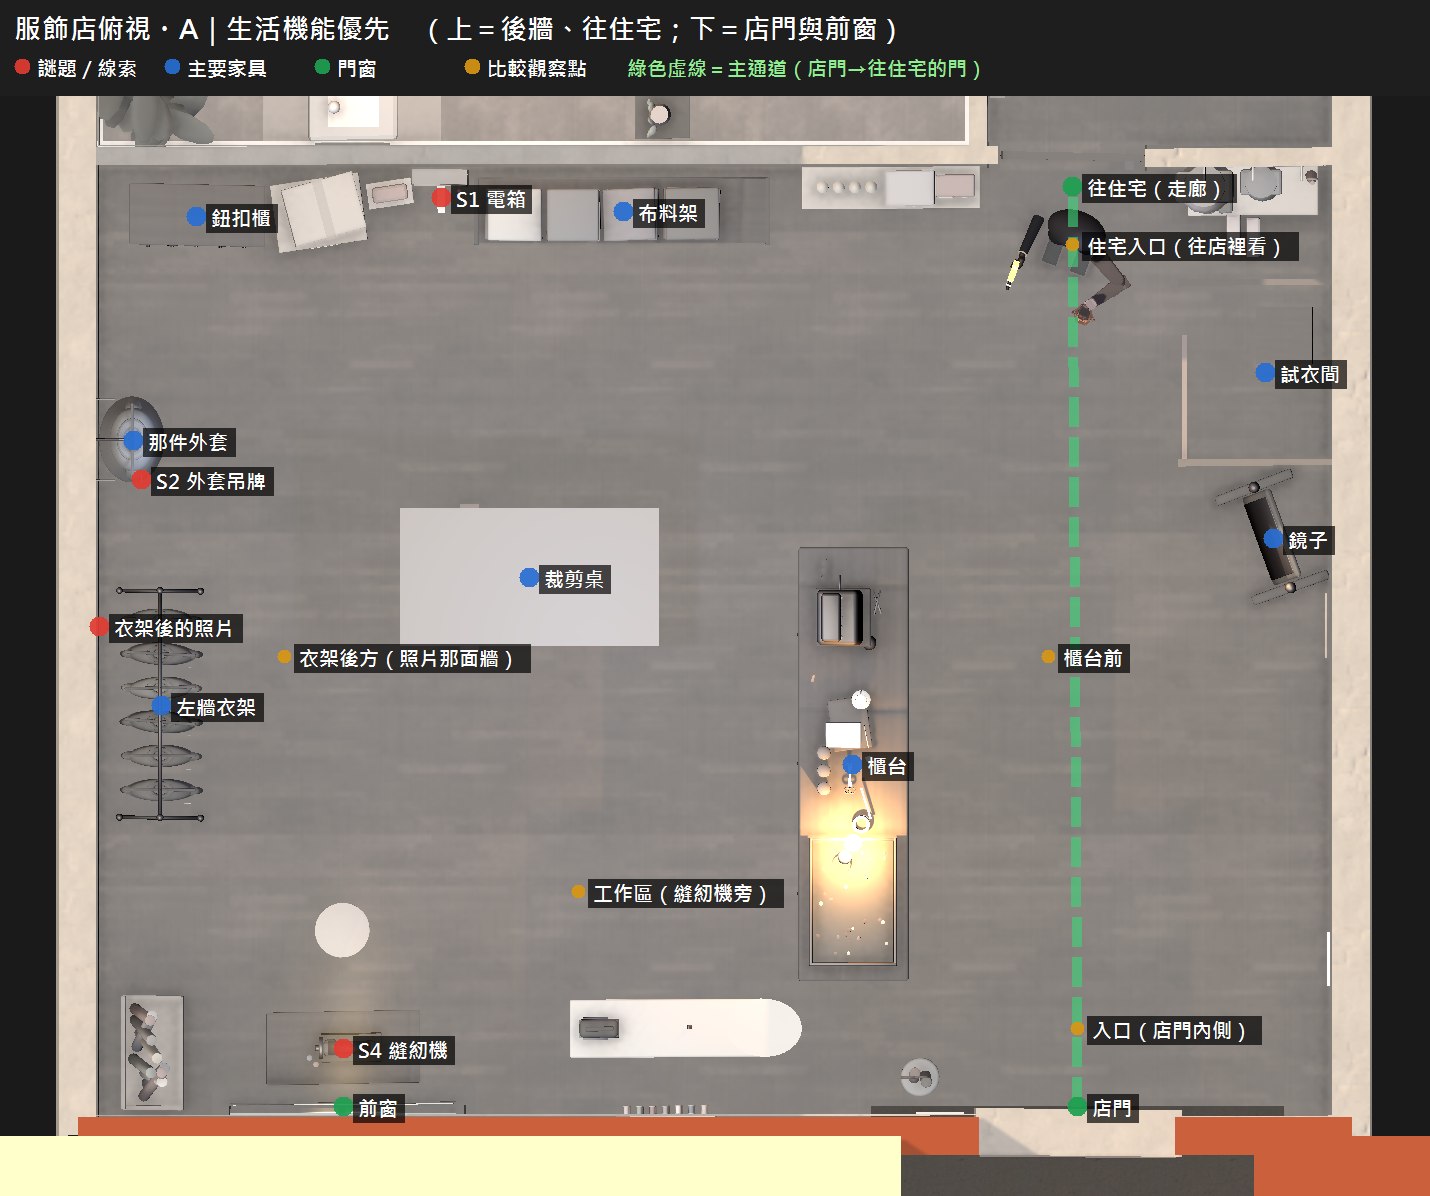 服飾店俯視・A｜生活機能優先　（上＝後牆、往住宅；下＝店門與前窗）
謎題 / 線索　主要家具　門窗　比較觀察點　綠色虛線＝主通道（店門→往住宅的門）
往住宅（走廊）
S1 電箱
鈕扣櫃
布料架
住宅入口（往店裡看）
試衣間
那件外套
S2 外套吊牌
鏡子
裁剪桌
衣架後的照片
衣架後方（照片那面牆）
櫃台前
左牆衣架
櫃台
工作區（縫紉機旁）
入口（店門內側）
S4 縫紉機
前窗
店門